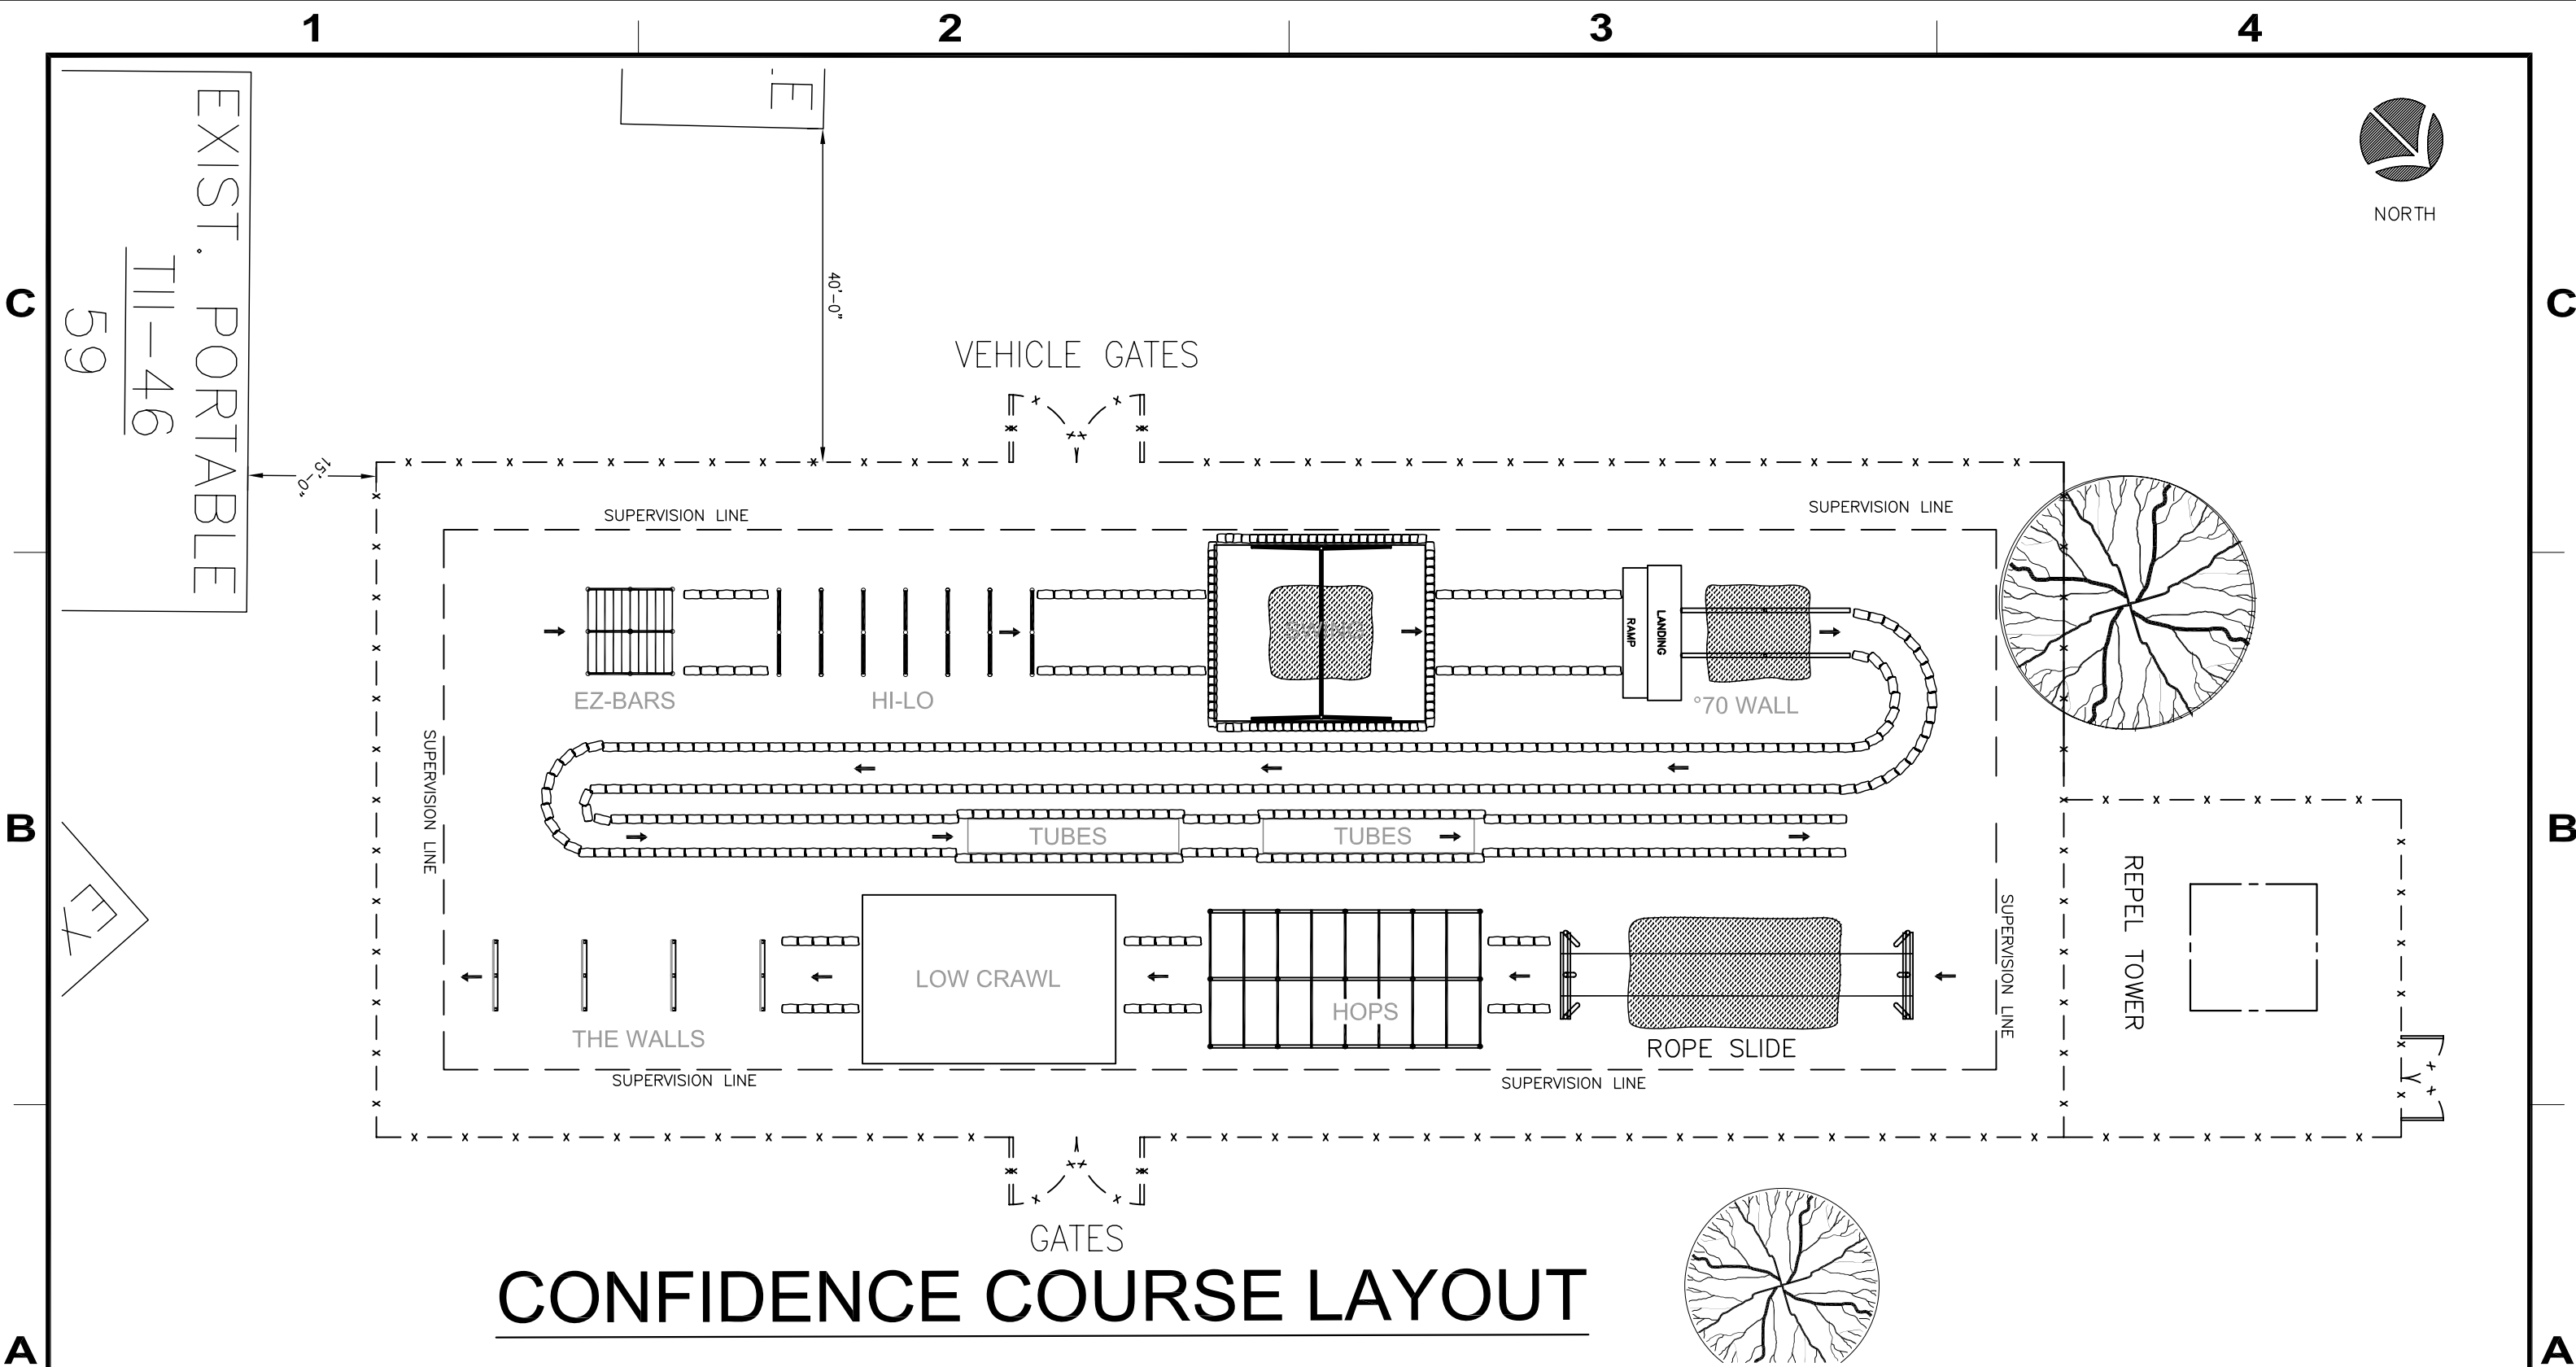 1 2 3 4
EXIST. PORTABLE
TII-46
59
E
NORTH
C C
40'-0"
VEHICLE GATES
15'-0"
SUPERVISION LINE
SUPERVISION LINE
RAMP
LANDING
EZ-BARS
HI-LO
°70 WALL
SUPERVISION LINE
B B
TUBES
TUBES
EX
REPEL TOWER
SUPERVISION LINE
LOW CRAWL
HOPS
THE WALLS
ROPE SLIDE
SUPERVISION LINE
SUPERVISION LINE
GATES
CONFIDENCE COURSE LAYOUT
A A